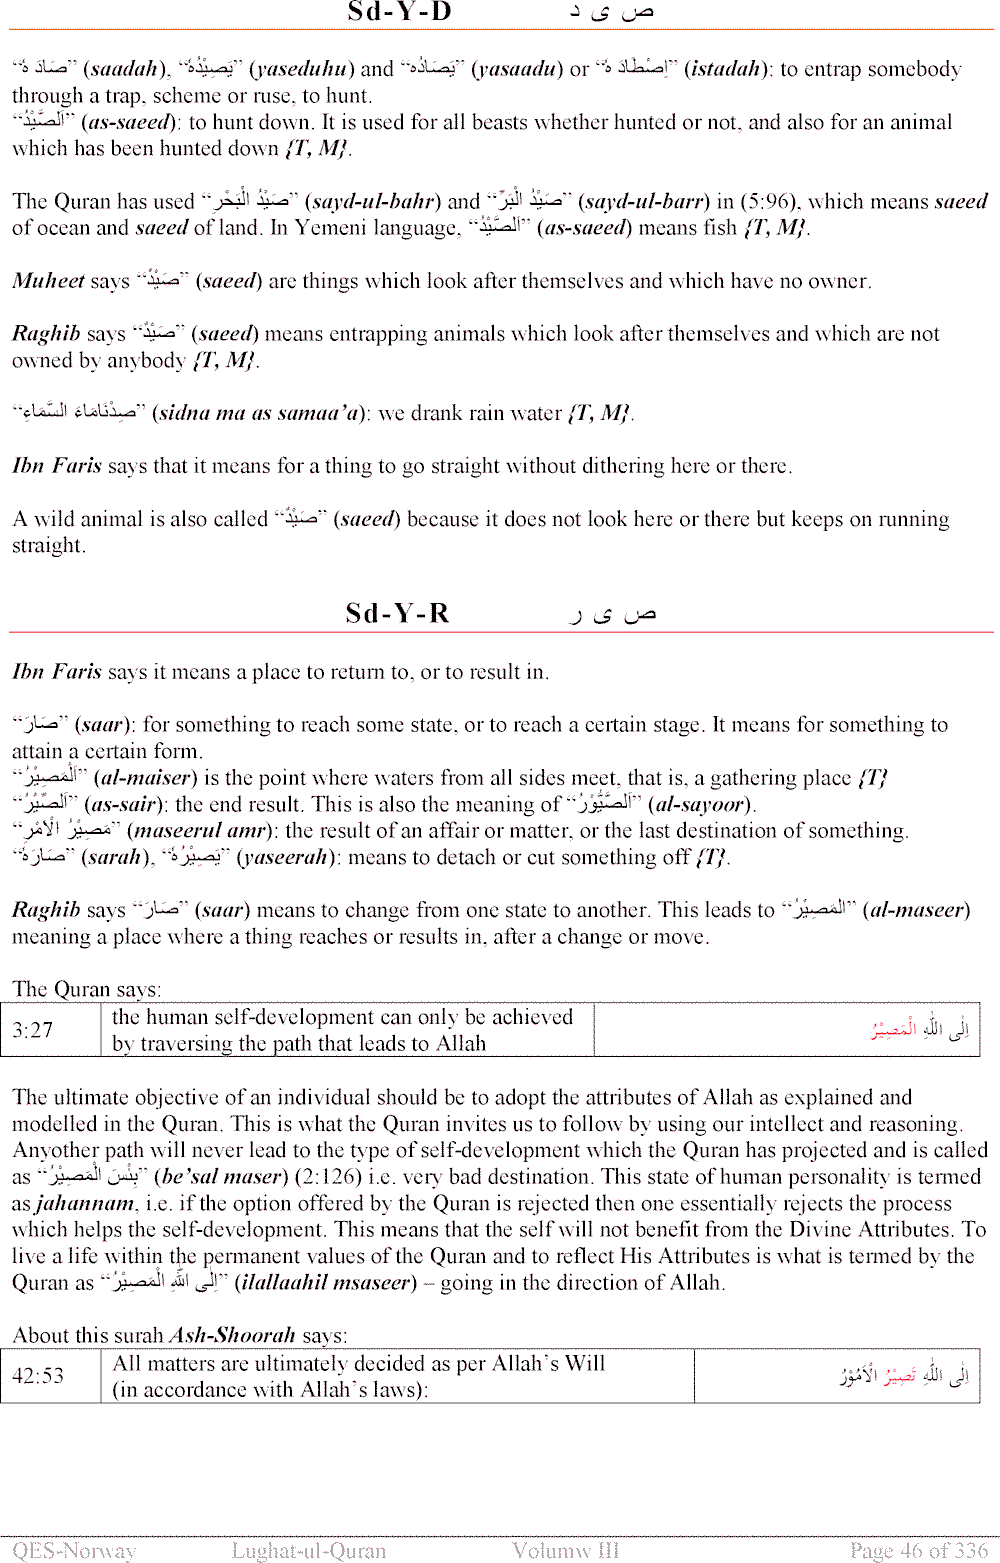 Sd-Y-D ص ی د
“صَادَ هٗ” (saadah), “يَصِيْدُهٗ” (yaseduhu) and “يَصَادُه” (yasaadu) or “اِصْطَادَ هٗ” (istadah): to entrap somebody
through a trap, scheme or ruse, to hunt.
“اَلصَّيْدُ” (as-saeed): to hunt down. It is used for all beasts whether hunted or not, and also for an animal
which has been hunted down {T, M}.
The Quran has used “صَيْدُ الْبَحْرِ” (sayd-ul-bahr) and “صَيْدُ الْبَرِّ” (sayd-ul-barr) in (5:96), which means saeed
of ocean and saeed of land. In Yemeni language, “اَلصَّيْدُ” (as-saeed) means fish {T, M}.
Muheet says “صَيْدٌ” (saeed) are things which look after themselves and which have no owner.
Raghib says “صَيْدٌ” (saeed) means entrapping animals which look after themselves and which are not
owned by anybody {T, M}.
“صِدْنَامَاءَ السَّمَاءِ” (sidna ma as samaa’a): we drank rain water {T, M}.
Ibn Faris says that it means for a thing to go straight without dithering here or there.
A wild animal is also called “صَيْدٌ” (saeed) because it does not look here or there but keeps on running
straight.
Sd-Y-R ص ی ر
Ibn Faris says it means a place to return to, or to result in.
“صَارَ” (saar): for something to reach some state, or to reach a certain stage. It means for something to
attain a certain form.
“اَلْمَصِيْرُ” (al-maiser) is the point where waters from all sides meet, that is, a gathering place {T}
“اَلصِّيْرُ” (as-sair): the end result. This is also the meaning of “اَلصَّيُّوْرُ” (al-sayoor).
“مَصِيْرُ الْاَمْرِ” (maseerul amr): the result of an affair or matter, or the last destination of something.
“صَارَهٗ” (sarah), “يَصِيْرُهٗ” (yaseerah): means to detach or cut something off {T}.
Raghib says “صَارَ” (saar) means to change from one state to another. This leads to “الْمَصِيْرُ” (al-maseer)
meaning a place where a thing reaches or results in, after a change or move.
The Quran says:
3:27 the human self-development can only be achieved إِلَى اللّٰهِ الْمَصِيْرُ
by traversing the path that leads to Allah
The ultimate objective of an individual should be to adopt the attributes of Allah as explained and
modelled in the Quran. This is what the Quran invites us to follow by using our intellect and reasoning.
Anyother path will never lead to the type of self-development which the Quran has projected and is called
as “بِئْسَ الْمَصِيْرُ” (be’sal maser) (2:126) i.e. very bad destination. This state of human personality is termed
as jahannam, i.e. if the option offered by the Quran is rejected then one essentially rejects the process
which helps the self-development. This means that the self will not benefit from the Divine Attributes. To
live a life within the permanent values of the Quran and to reflect His Attributes is what is termed by the
Quran as “إِلَى اللّٰهِ الْمَصِيْرُ” (ilallaahil msaseer) – going in the direction of Allah.
About this surah Ash-Shoorah says:
42:53 All matters are ultimately decided as per Allah’s Will إِلَى اللّٰهِ تَصِيْرُ الْاُمُوْرُ
(in accordance with Allah’s laws):
QES-Norway Lughat-ul-Quran Volumw III Page 46 of 336